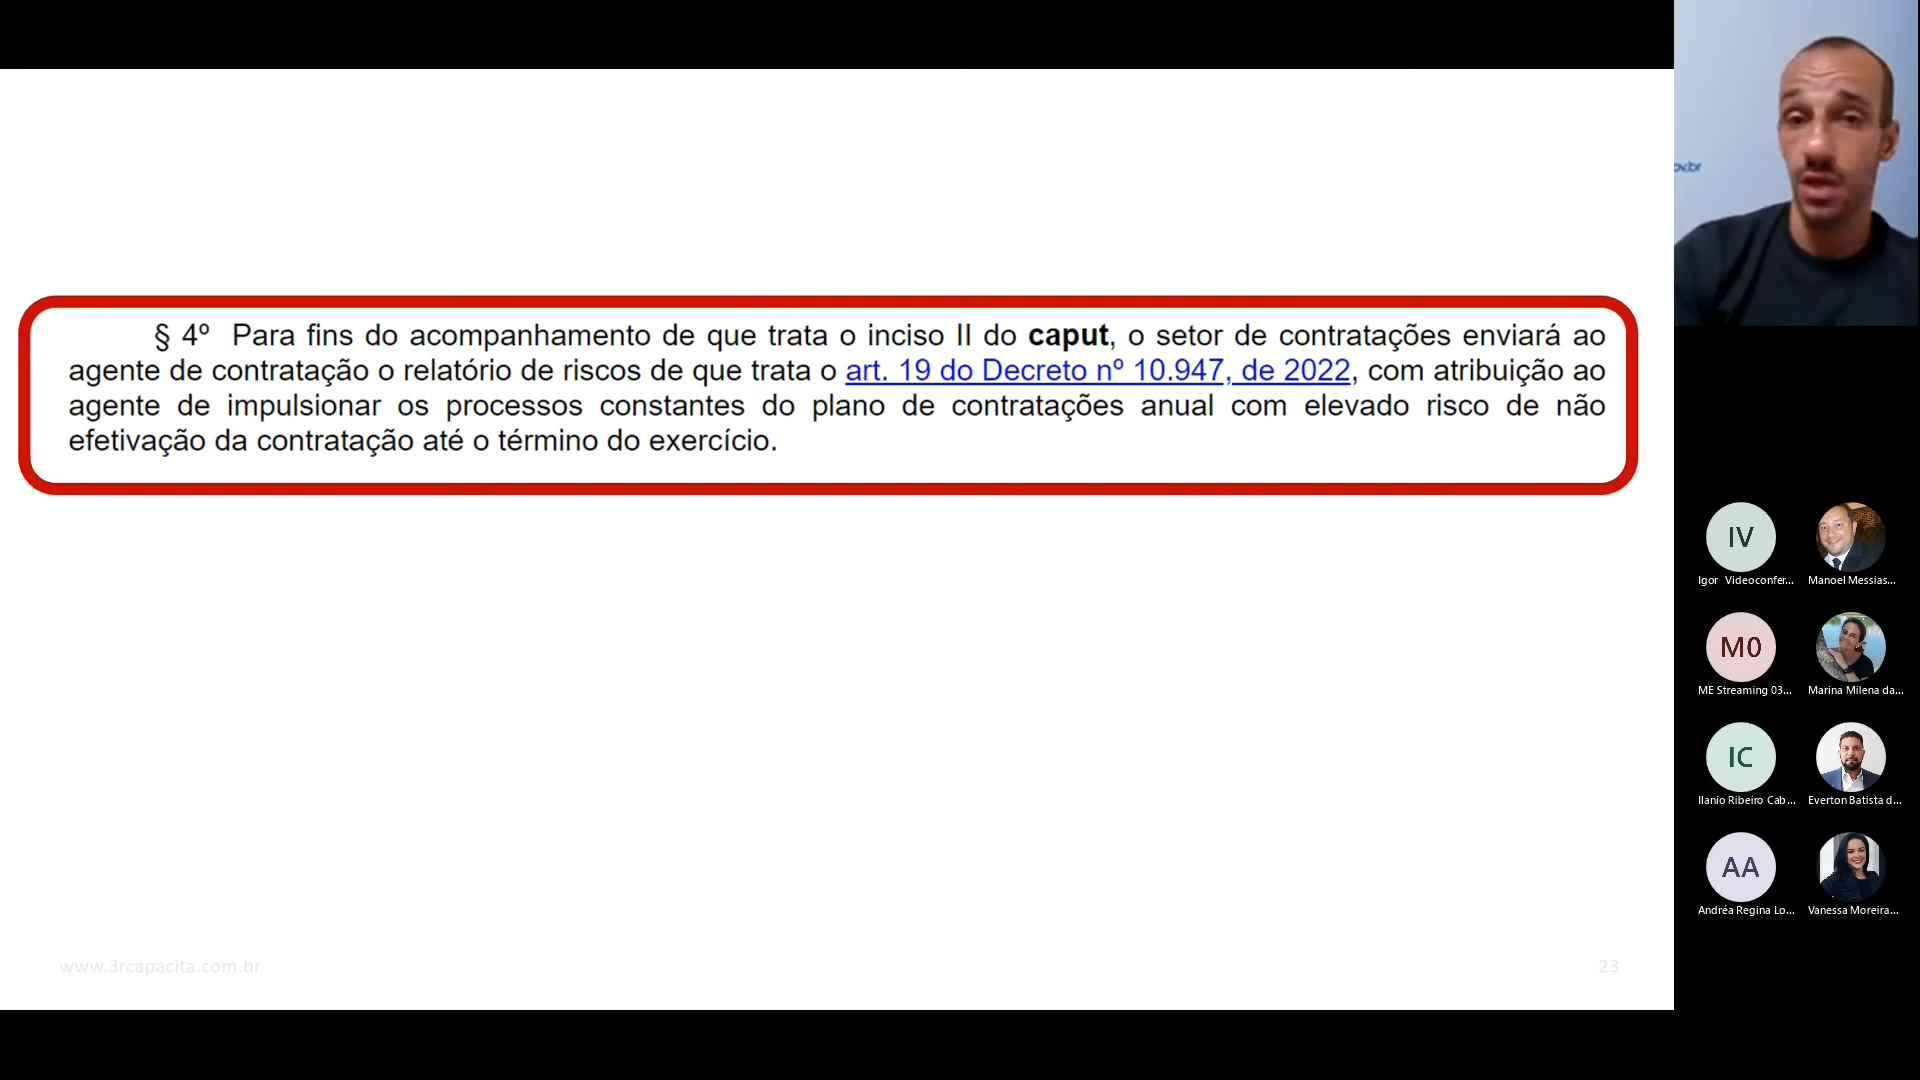 ov.br
§ 4º Para fins do acompanhamento de que trata o inciso II do caput, o setor de contratações enviará ao
agente de contratação o relatório de riscos de que trata o art. 19 do Decreto nº 10.947, de 2022, com atribuição ao
agente de impulsionar os processos constantes do plano de contratações anual com elevado risco de não
efetivação da contratação até o término do exercício.
IV
Igor Videoconfer...
Manoel Messias...
M0
ME Streaming 03...
Marina Milena da...
IC
Ilanio Ribeiro Cab...
Everton Batista d...
AA
Andréa Regina Lo...
Vanessa Moreira...
www.3rcapacita.com.br
23